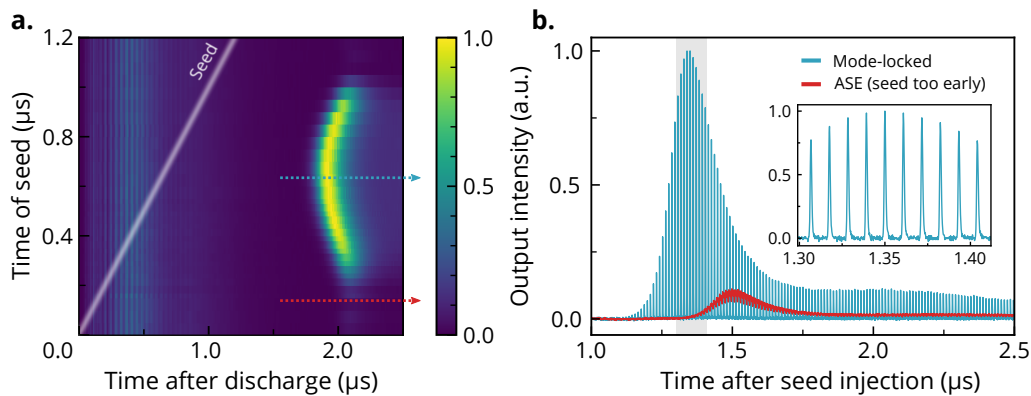 a.
Time of seed (μs)
1.2
0.8
0.4
0.0
1.0
2.0
Time after discharge (μs)
Seed
1.0
0.5
0.0
b.
Output intensity (a.u.)
1.0
0.5
0.0
1.0
1.5
2.0
2.5
Time after seed injection (μs)
Mode-locked
ASE (seed too early)
1.0
0.5
0.0
1.30
1.35
1.40